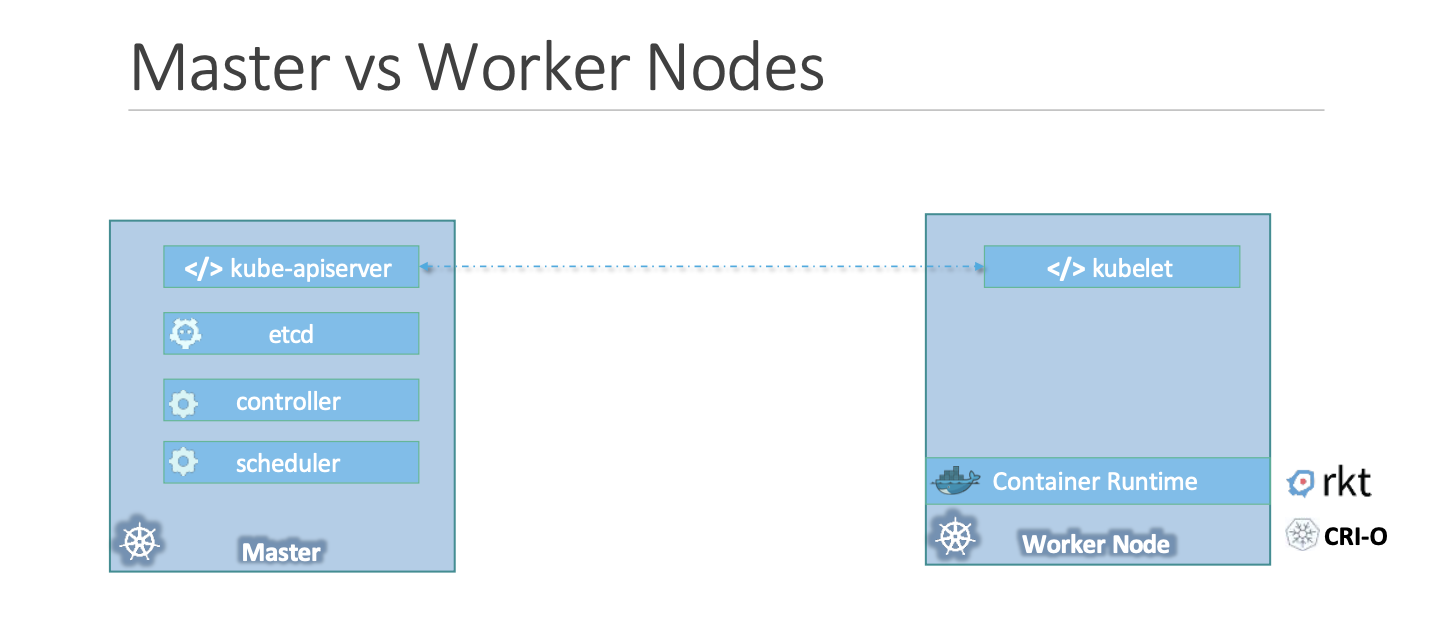 Master vs Worker Nodes
</> kube-apiserver
etcd
controller
scheduler
Master
</> kubelet
Container Runtime
Worker Node
rkt
CRI-O